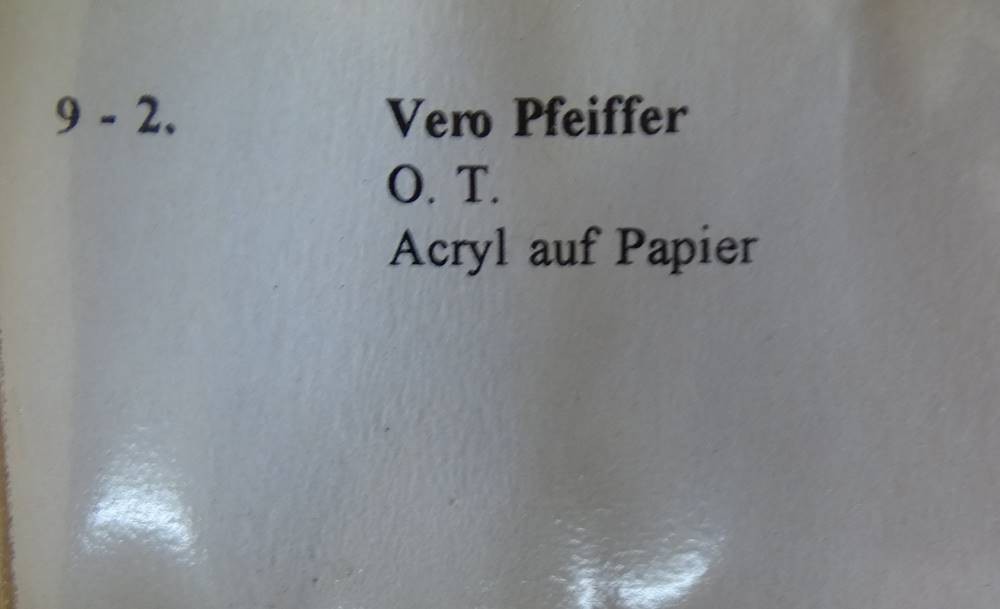 9 - 2. Vero Pfeiffer
O. T.
Acryl auf Papier